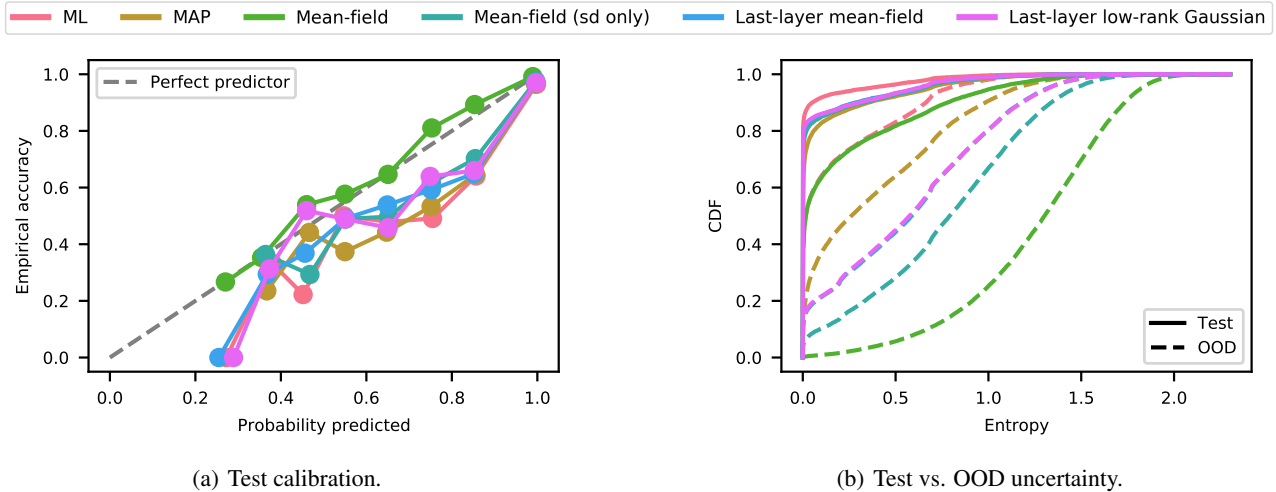 ML MAP Mean-field Mean-field (sd only) Last-layer mean-field Last-layer low-rank Gaussian
Perfect predictor
Empirical accuracy
1.0
0.8
0.6
0.4
0.2
0.0
0.0 0.2 0.4 0.6 0.8 1.0
Probability predicted
(a) Test calibration.
CDF
1.0
0.8
0.6
0.4
0.2
0.0
Test
OOD
0.0 0.5 1.0 1.5 2.0
Entropy
(b) Test vs. OOD uncertainty.